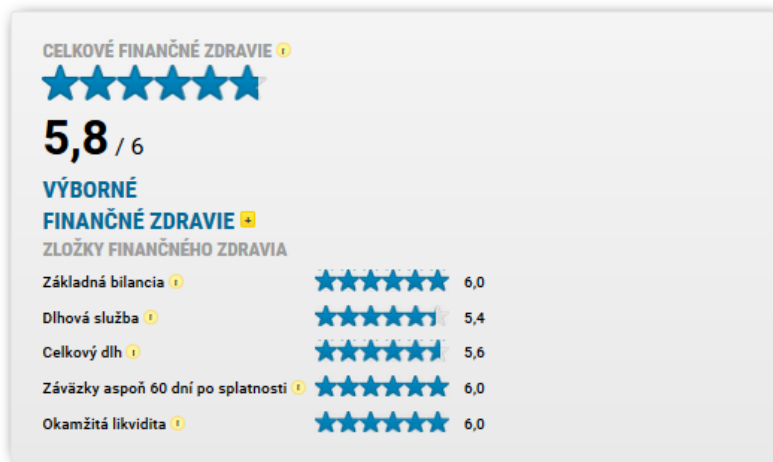 CELKOVÉ FINANČNÉ ZDRAVIE
5,8 / 6
VÝBORNÉ
FINANČNÉ ZDRAVIE +
ZLOŽKY FINANČNÉHO ZDRAVIA
Základná bilancia 6,0
Dlhová služba 5,4
Celkový dlh 5,6
Záväzky aspoň 60 dní po splatnosti 6,0
Okamžitá likvidita 6,0